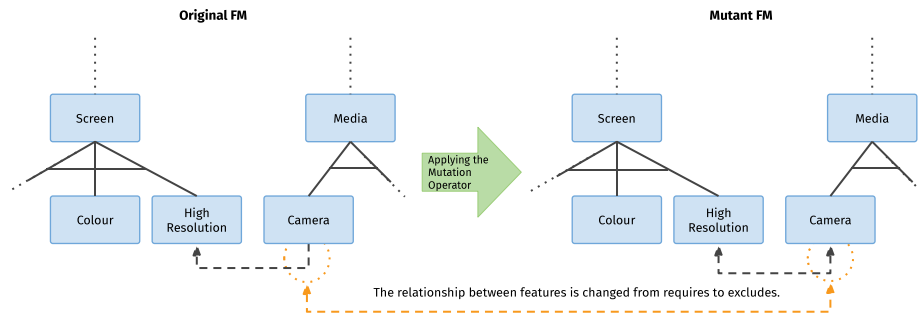 Original FM
Mutant FM
Screen
Media
Colour
High
Resolution
Camera
Applying the
Mutation
Operator
Screen
Media
Colour
High
Resolution
Camera
The relationship between features is changed from requires to excludes.